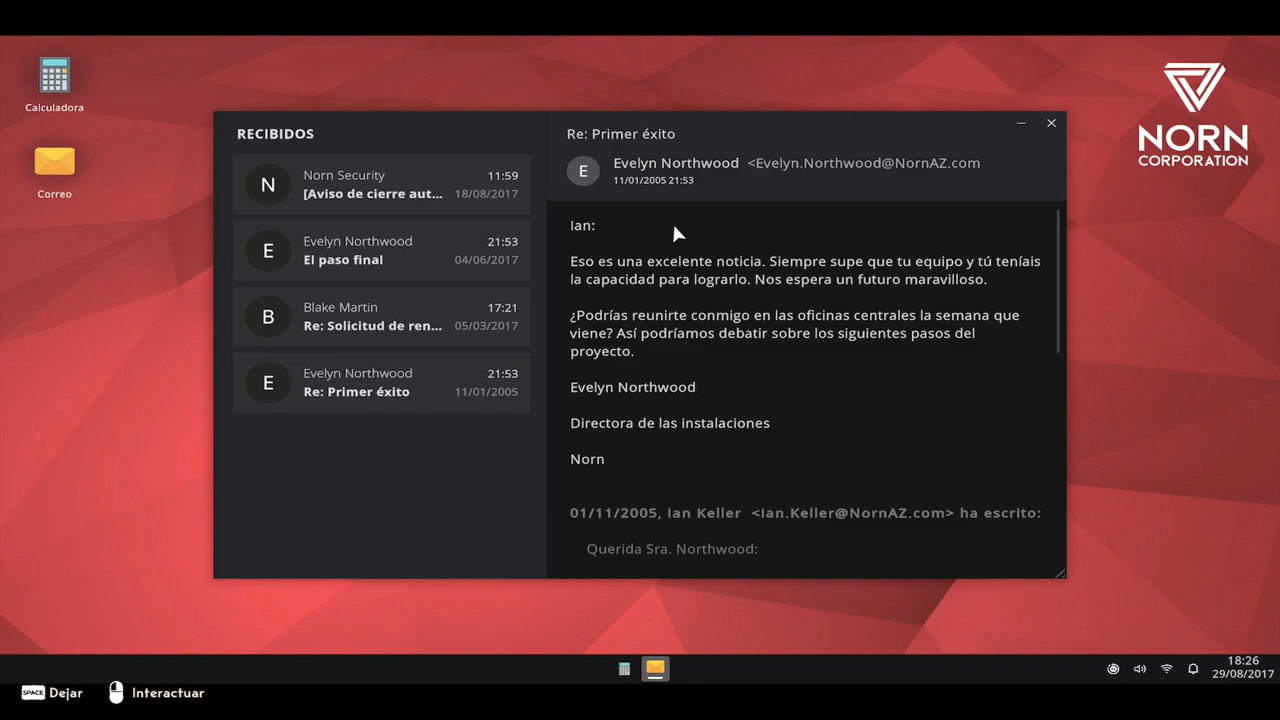 Calculadora
Correo
NORN
CORPORATION
RECIBIDOS
N
Norn Security
11:59
[Aviso de cierre aut...
18/08/2017
E
Evelyn Northwood
21:53
El paso final
04/06/2017
B
Blake Martin
17:21
Re: Solicitud de ren...
05/03/2017
E
Evelyn Northwood
21:53
Re: Primer éxito
11/01/2005
Re: Primer éxito
E
Evelyn Northwood <Evelyn.Northwood@NornAZ.com
11/01/2005 21:53
Ian:
Eso es una excelente noticia. Siempre supe que tu equipo y tú teníais
la capacidad para lograrlo. Nos espera un futuro maravilloso.
¿Podrías reunirte conmigo en las oficinas centrales la semana que
viene? Así podríamos debatir sobre los siguientes pasos del
proyecto.
Evelyn Northwood
Directora de las instalaciones
Norn
01/11/2005, Ian Keller <Ian.Keller@NornAZ.com> ha escrito:
Querida Sra. Northwood:
18:26
29/08/2017
SPACE Dejar
Interactuar